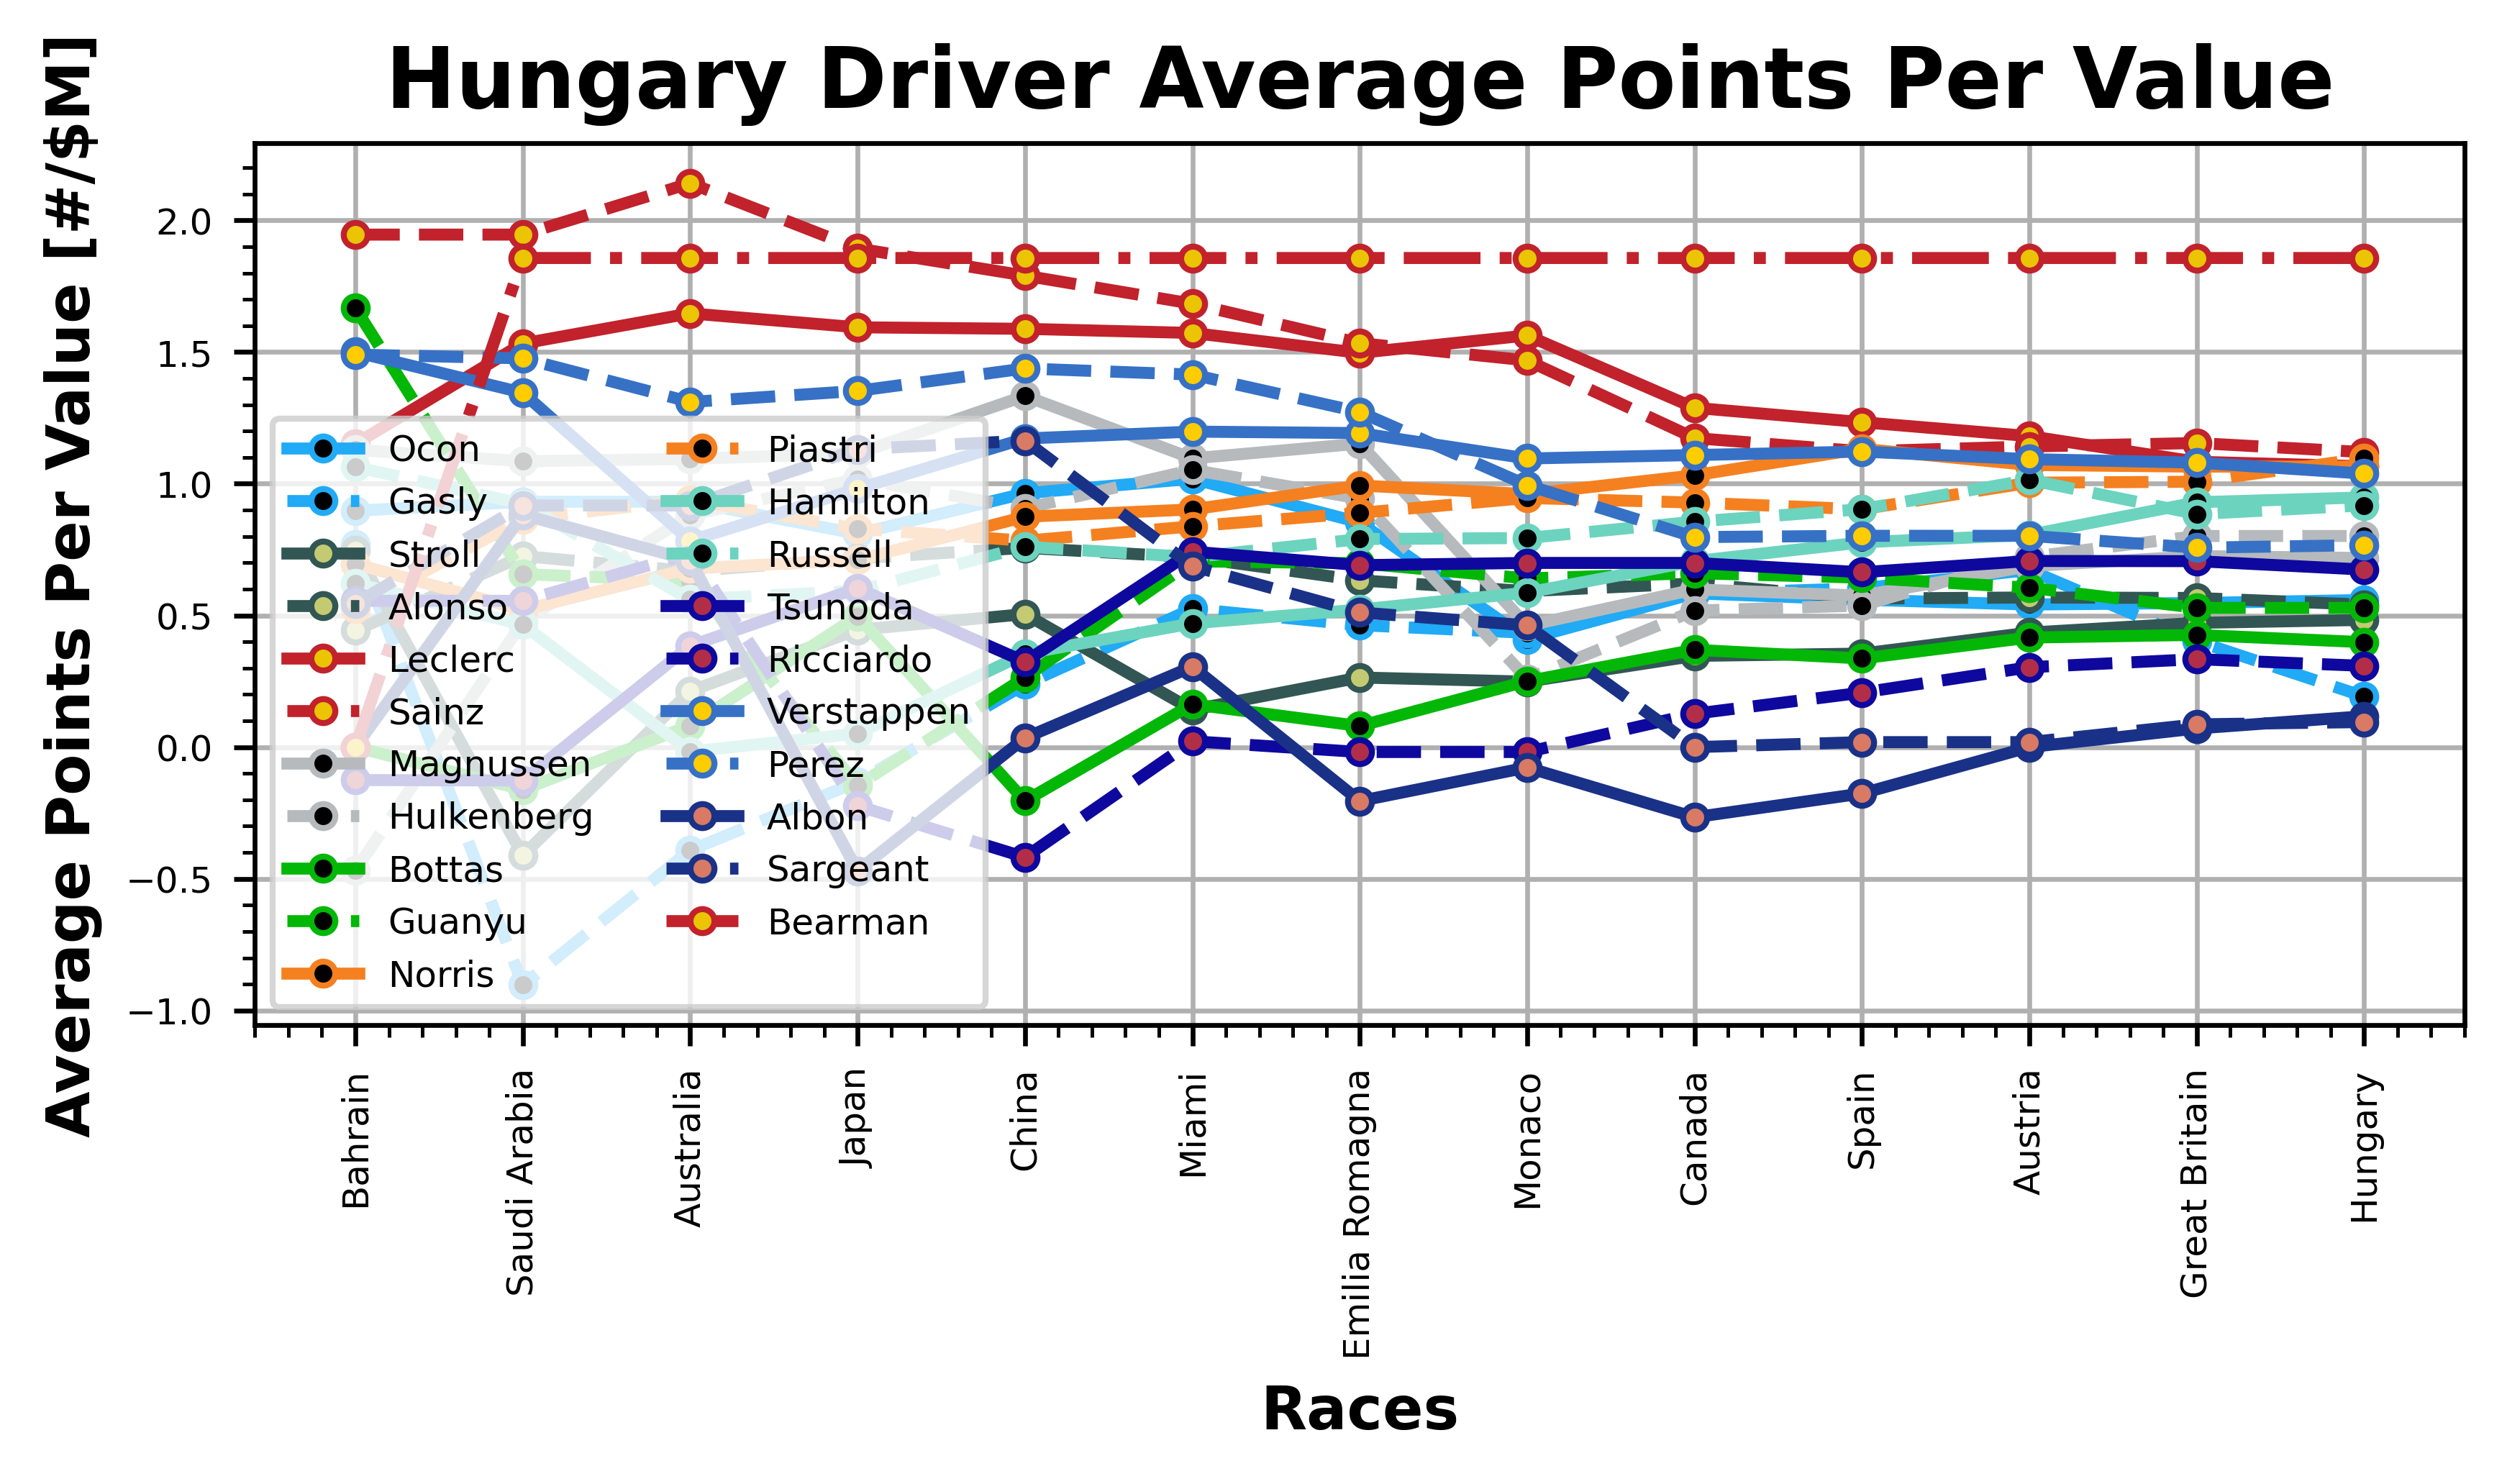 Hungary Driver Average Points Per Value
Average Points Per Value [#/$M]
2.0
1.5
1.0
0.5
0.0
−0.5
−1.0
Ocon
Gasly
Stroll
Alonso
Leclerc
Sainz
Magnussen
Hulkenberg
Bottas
Guanyu
Norris
Piastri
Hamilton
Russell
Tsunoda
Ricciardo
Verstappen
Perez
Albon
Sargeant
Bearman
Bahrain
Saudi Arabia
Australia
Japan
China
Miami
Emilia Romagna
Monaco
Canada
Spain
Austria
Great Britain
Hungary
Races